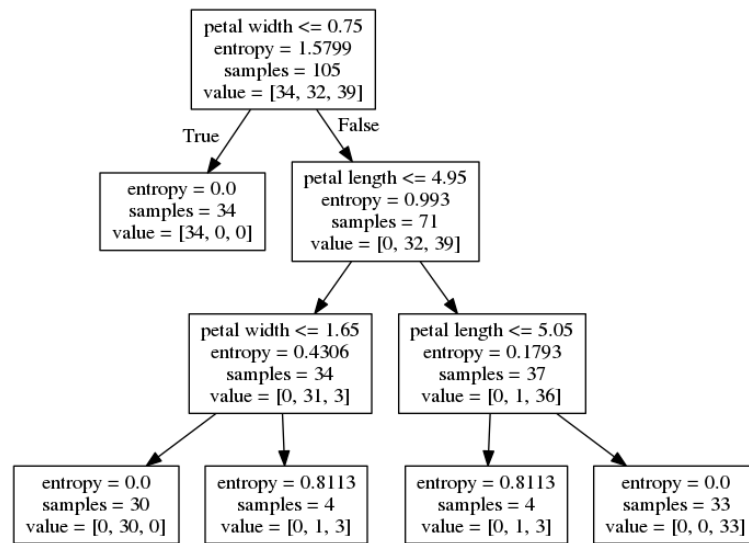 petal width <= 0.75
entropy = 1.5799
samples = 105
value = [34, 32, 39]
True
False
entropy = 0.0
samples = 34
value = [34, 0, 0]
petal length <= 4.95
entropy = 0.993
samples = 71
value = [0, 32, 39]
petal width <= 1.65
entropy = 0.4306
samples = 34
value = [0, 31, 3]
petal length <= 5.05
entropy = 0.1793
samples = 37
value = [0, 1, 36]
entropy = 0.0
samples = 30
value = [0, 30, 0]
entropy = 0.8113
samples = 4
value = [0, 1, 3]
entropy = 0.8113
samples = 4
value = [0, 1, 3]
entropy = 0.0
samples = 33
value = [0, 0, 33]